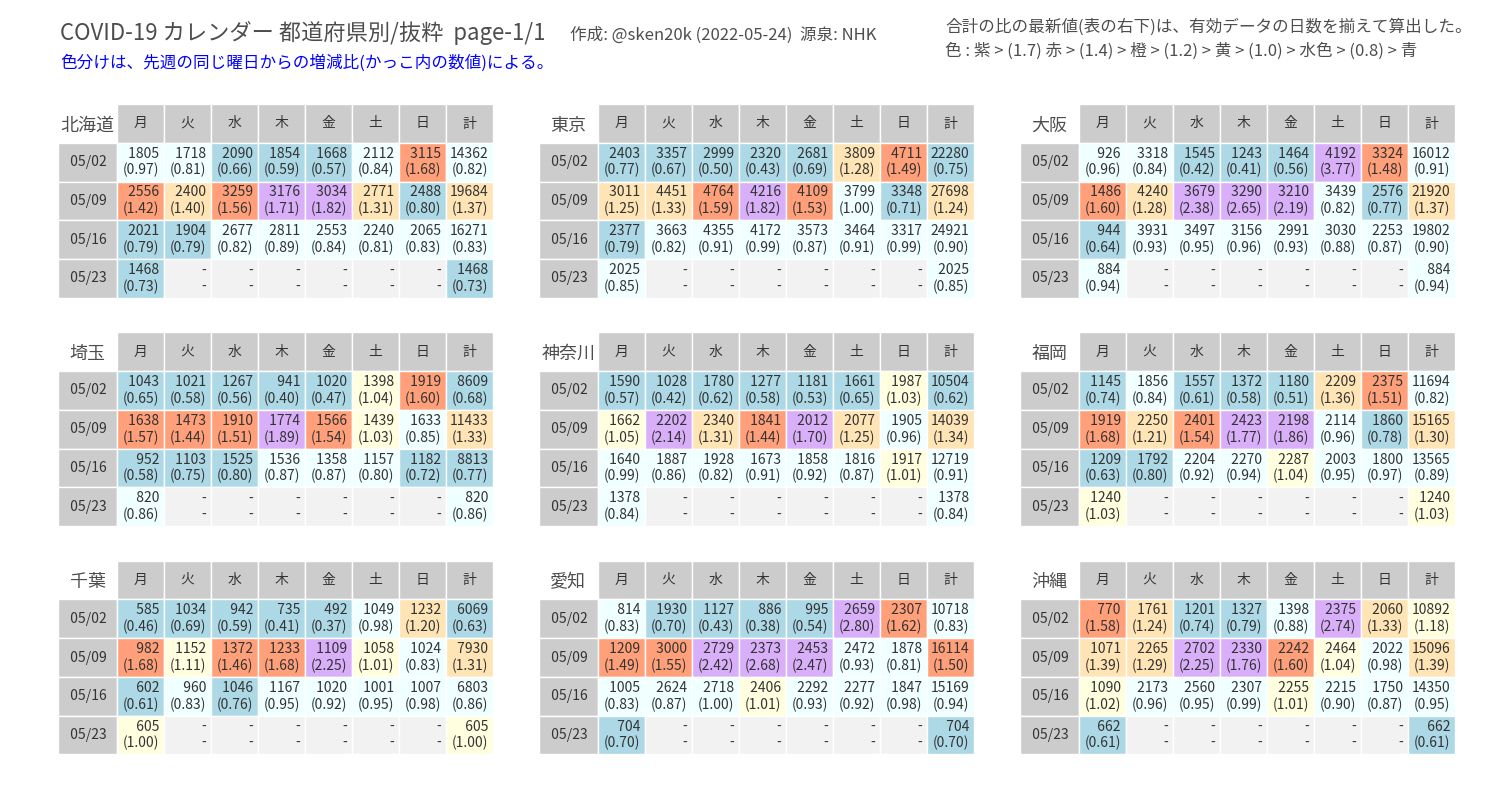 COVID-19 カレンダー 都道府県別/抜粋 page-1/1 作成: @sken20k (2022-05-24) 源泉: NHK
合計の比の最新値(表の右下)は、有効データの日数を揃えて算出した。
色分けは、先週の同じ曜日からの増減比(かっこ内の数値)による。
色 : 紫 > (1.7) 赤 > (1.4) > 橙 > (1.2) > 黄 > (1.0) > 水色 > (0.8) > 青
北海道 月 火 水 木 金 土 日 計
05/02 1805 1718 2090 1854 1668 2112 3115 14362
(0.97) (0.81) (0.66) (0.59) (0.57) (0.84) (1.68) (0.82)
05/09 2556 2400 3259 3176 3034 2771 2488 19684
(1.42) (1.40) (1.56) (1.71) (1.82) (1.31) (0.80) (1.37)
05/16 2021 1904 2677 2811 2553 2240 2065 16271
(0.79) (0.79) (0.82) (0.89) (0.84) (0.81) (0.83) (0.83)
05/23 1468 - - - - - - 1468
(0.73) - - - - - - (0.73)
東京 月 火 水 木 金 土 日 計
05/02 2403 3357 2999 2320 2681 3809 4711 22280
(0.77) (0.67) (0.50) (0.43) (0.69) (1.28) (1.49) (0.75)
05/09 3011 4451 4764 4216 4109 3799 3348 27698
(1.25) (1.33) (1.59) (1.82) (1.53) (1.00) (0.71) (1.24)
05/16 2377 3663 4355 4172 3573 3464 3317 24921
(0.79) (0.82) (0.91) (0.99) (0.87) (0.91) (0.99) (0.90)
05/23 2025 - - - - - - 2025
(0.85) - - - - - - (0.85)
大阪 月 火 水 木 金 土 日 計
05/02 926 3318 1545 1243 1464 4192 3324 16012
(0.96) (0.84) (0.42) (0.41) (0.56) (3.77) (1.48) (0.91)
05/09 1486 4240 3679 3290 3210 3439 2576 21920
(1.60) (1.28) (2.38) (2.65) (2.19) (0.82) (0.77) (1.37)
05/16 944 3931 3497 3156 2991 3030 2253 19802
(0.64) (0.93) (0.95) (0.96) (0.93) (0.88) (0.87) (0.90)
05/23 884 - - - - - - 884
(0.94) - - - - - - (0.94)
埼玉 月 火 水 木 金 土 日 計
05/02 1043 1021 1267 941 1020 1398 1919 8609
(0.65) (0.58) (0.56) (0.40) (0.47) (1.04) (1.60) (0.68)
05/09 1638 1473 1910 1774 1566 1439 1633 11433
(1.57) (1.44) (1.51) (1.89) (1.54) (1.03) (0.85) (1.33)
05/16 952 1103 1525 1536 1358 1157 1182 8813
(0.58) (0.75) (0.80) (0.87) (0.87) (0.80) (0.72) (0.77)
05/23 820 - - - - - - 820
(0.86) - - - - - - (0.86)
神奈川 月 火 水 木 金 土 日 計
05/02 1590 1028 1780 1277 1181 1661 1987 10504
(0.57) (0.42) (0.62) (0.58) (0.53) (0.65) (1.03) (0.62)
05/09 1662 2202 2340 1841 2012 2077 1905 14039
(1.05) (2.14) (1.31) (1.44) (1.70) (1.25) (0.96) (1.34)
05/16 1640 1887 1928 1673 1858 1816 1917 12719
(0.99) (0.86) (0.82) (0.91) (0.92) (0.87) (1.01) (0.91)
05/23 1378 - - - - - - 1378
(0.84) - - - - - - (0.84)
福岡 月 火 水 木 金 土 日 計
05/02 1145 1856 1557 1372 1180 2209 2375 11694
(0.74) (0.84) (0.61) (0.58) (0.51) (1.36) (1.51) (0.82)
05/09 1919 2250 2401 2423 2198 2114 1860 15165
(1.68) (1.21) (1.54) (1.77) (1.86) (0.96) (0.78) (1.30)
05/16 1209 1792 2204 2270 2287 2003 1800 13565
(0.63) (0.80) (0.92) (0.94) (1.04) (0.95) (0.97) (0.89)
05/23 1240 - - - - - - 1240
(1.03) - - - - - - (1.03)
千葉 月 火 水 木 金 土 日 計
05/02 585 1034 942 735 492 1049 1232 6069
(0.46) (0.69) (0.59) (0.41) (0.37) (0.98) (1.20) (0.63)
05/09 982 1152 1372 1233 1109 1058 1024 7930
(1.68) (1.11) (1.46) (1.68) (2.25) (1.01) (0.83) (1.31)
05/16 602 960 1046 1167 1020 1001 1007 6803
(0.61) (0.83) (0.76) (0.95) (0.92) (0.95) (0.98) (0.86)
05/23 605 - - - - - - 605
(1.00) - - - - - - (1.00)
愛知 月 火 水 木 金 土 日 計
05/02 814 1930 1127 886 995 2659 2307 10718
(0.83) (0.70) (0.43) (0.38) (0.54) (2.80) (1.62) (0.83)
05/09 1209 3000 2729 2373 2453 2472 1878 16114
(1.49) (1.55) (2.42) (2.68) (2.47) (0.93) (0.81) (1.50)
05/16 1005 2624 2718 2406 2292 2277 1847 15169
(0.83) (0.87) (1.00) (1.01) (0.93) (0.92) (0.98) (0.94)
05/23 704 - - - - - - 704
(0.70) - - - - - - (0.70)
沖縄 月 火 水 木 金 土 日 計
05/02 770 1761 1201 1327 1398 2375 2060 10892
(1.58) (1.24) (0.74) (0.79) (0.88) (2.74) (1.33) (1.18)
05/09 1071 2265 2702 2330 2242 2464 2022 15096
(1.39) (1.29) (2.25) (1.76) (1.60) (1.04) (0.98) (1.39)
05/16 1090 2173 2560 2307 2255 2215 1750 14350
(1.02) (0.96) (0.95) (0.99) (1.01) (0.90) (0.87) (0.95)
05/23 662 - - - - - - 662
(0.61) - - - - - - (0.61)